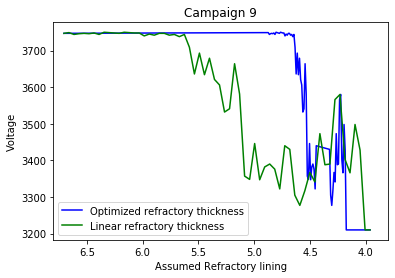 Campaign 9
Voltage
3700
3600
3500
3400
3300
3200
Optimized refractory thickness
Linear refractory thickness
6.5 6.0 5.5 5.0 4.5 4.0
Assumed Refractory lining